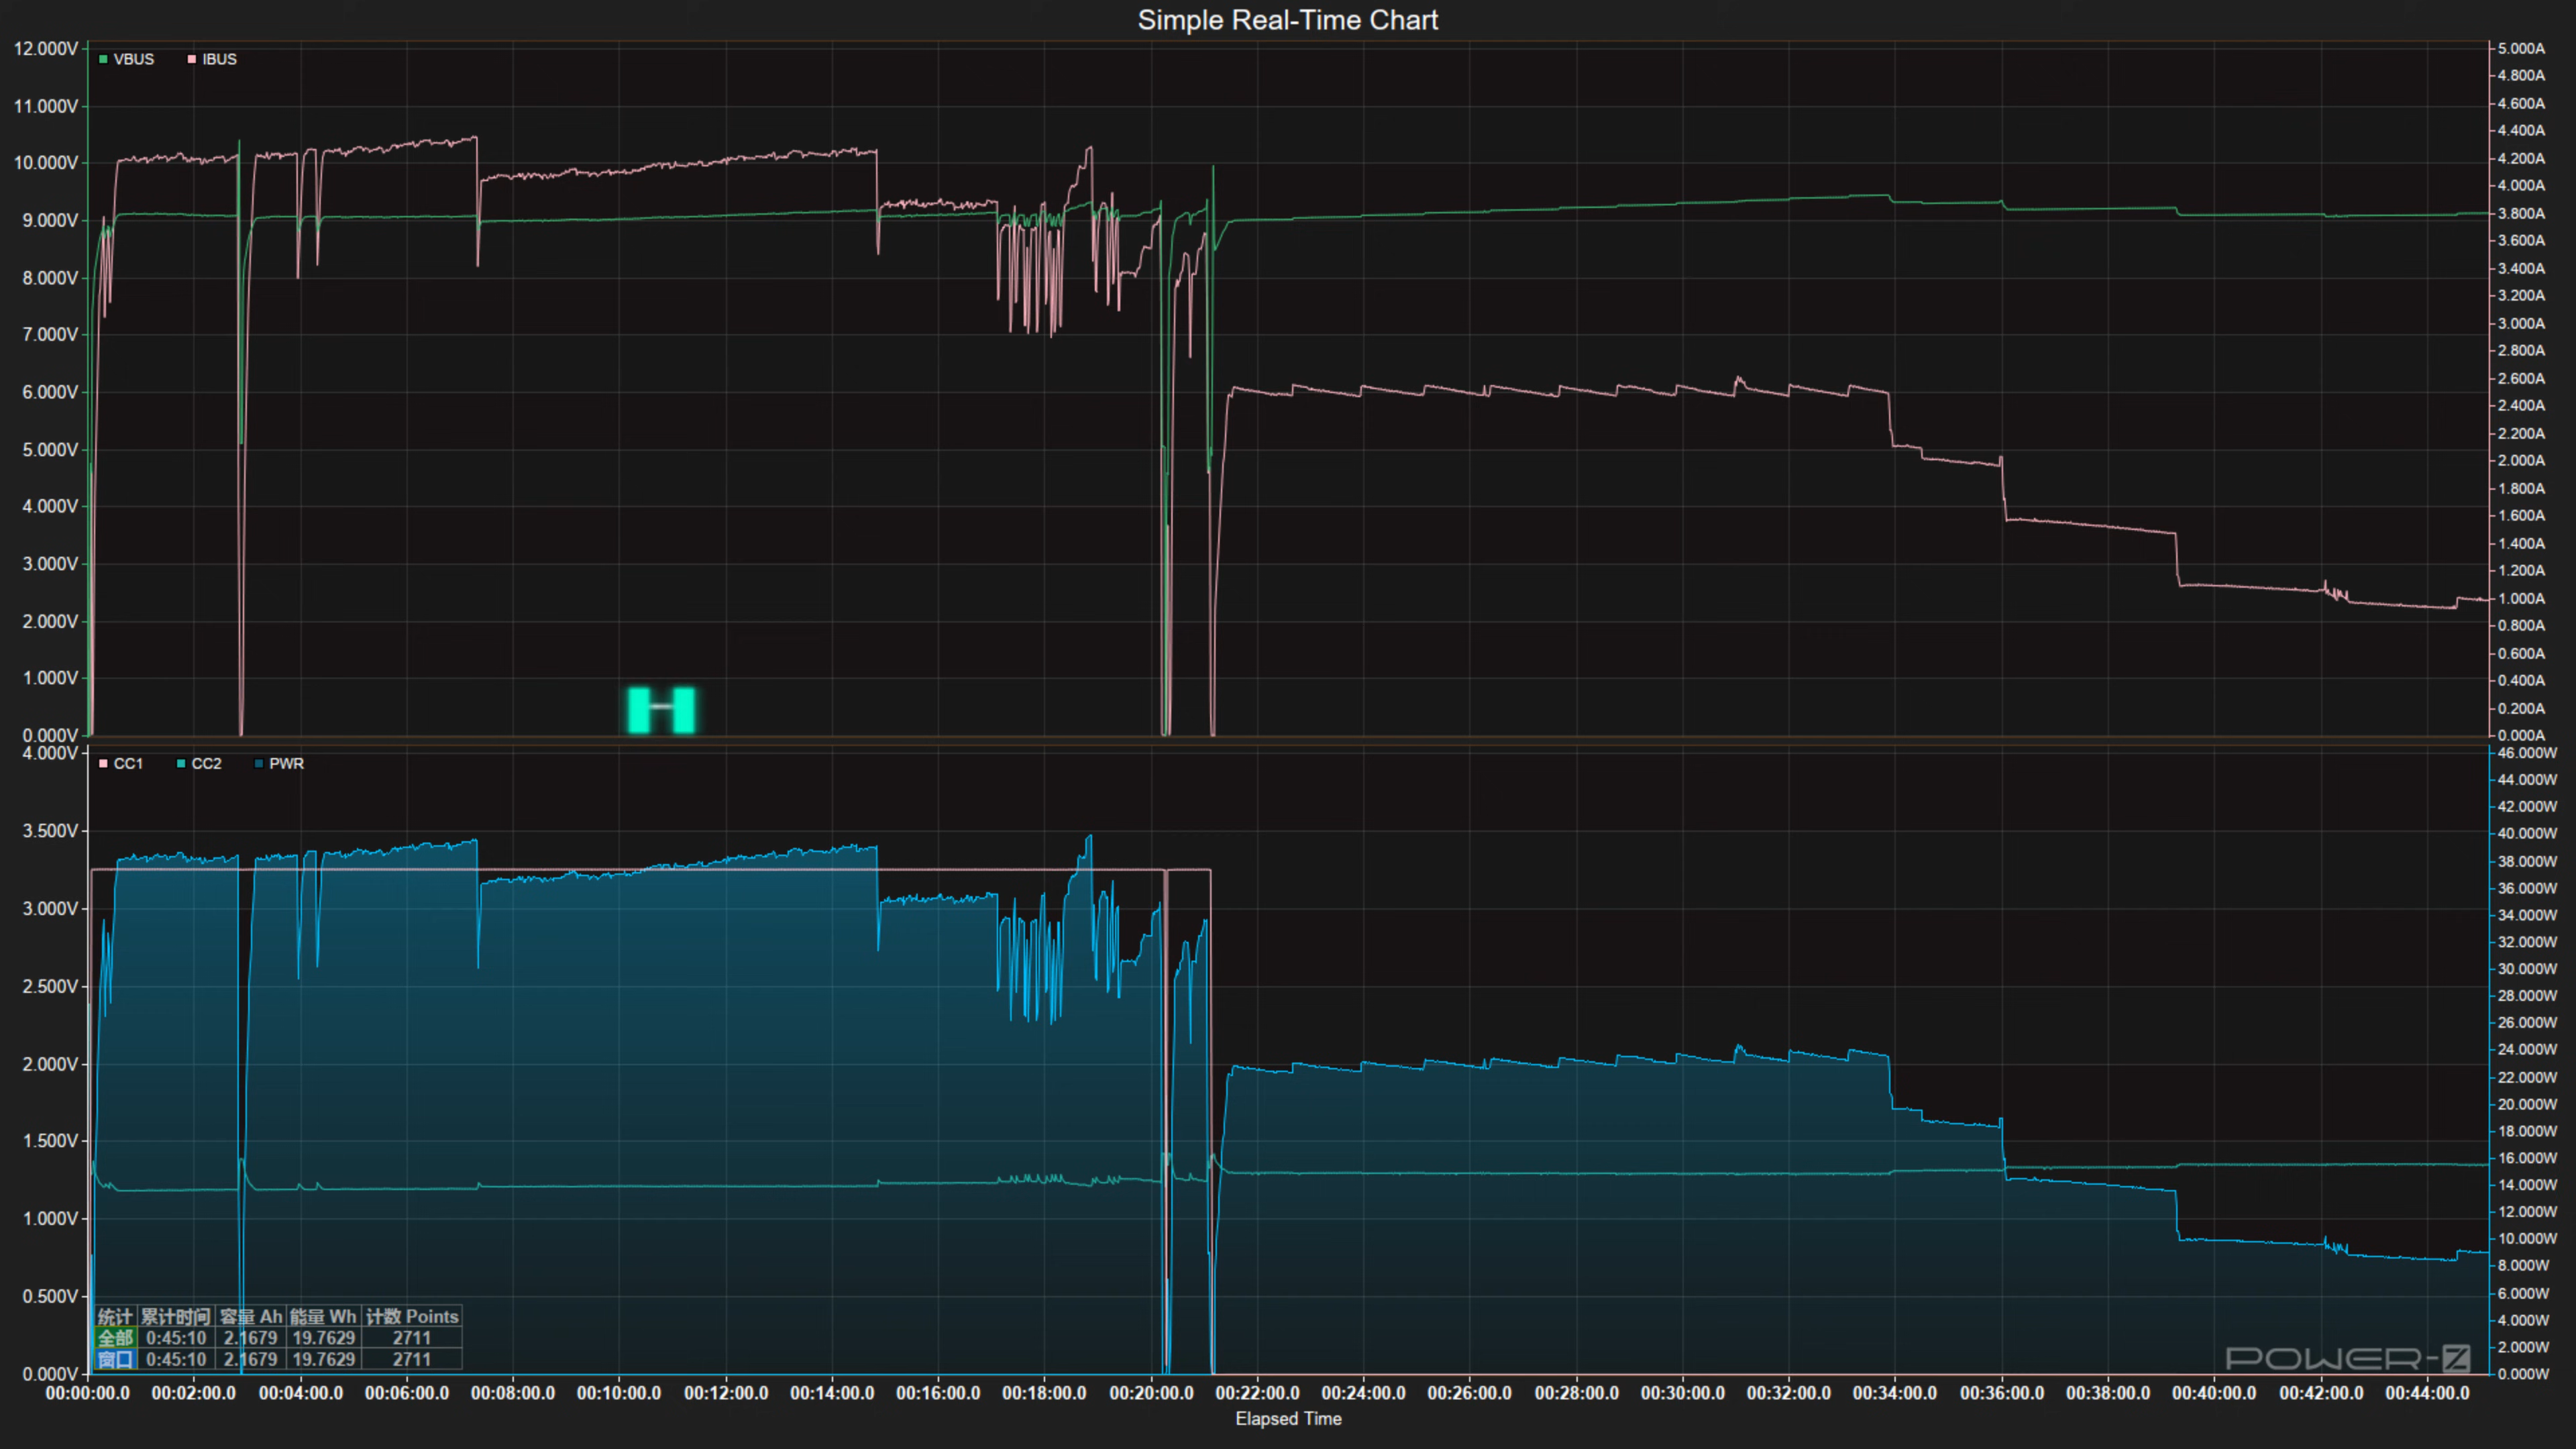 Simple Real-Time Chart
VBUS IBUS
12.000V
11.000V
10.000V
9.000V
8.000V
7.000V
6.000V
5.000V
4.000V
3.000V
2.000V
1.000V
0.000V
5.000A
4.800A
4.600A
4.400A
4.200A
4.000A
3.800A
3.600A
3.400A
3.200A
3.000A
2.800A
2.600A
2.400A
2.200A
2.000A
1.800A
1.600A
1.400A
1.200A
1.000A
0.800A
0.600A
0.400A
0.200A
0.000A
CC1 CC2 PWR
4.000V
3.500V
3.000V
2.500V
2.000V
1.500V
1.000V
0.500V
0.000V
46.000W
44.000W
42.000W
40.000W
38.000W
36.000W
34.000W
32.000W
30.000W
28.000W
26.000W
24.000W
22.000W
20.000W
18.000W
16.000W
14.000W
12.000W
10.000W
8.000W
6.000W
4.000W
2.000W
0.000W
统计 累计时间 容量 Ah 能量 Wh 计数 Points
全部 0:45:10 2.1679 19.7629 2711
窗口 0:45:10 2.1679 19.7629 2711
POWER-Z
00:00:00.0 00:02:00.0 00:04:00.0 00:06:00.0 00:08:00.0 00:10:00.0 00:12:00.0 00:14:00.0 00:16:00.0 00:18:00.0 00:20:00.0 00:22:00.0 00:24:00.0 00:26:00.0 00:28:00.0 00:30:00.0 00:32:00.0 00:34:00.0 00:36:00.0 00:38:00.0 00:40:00.0 00:42:00.0 00:44:00.0
Elapsed Time